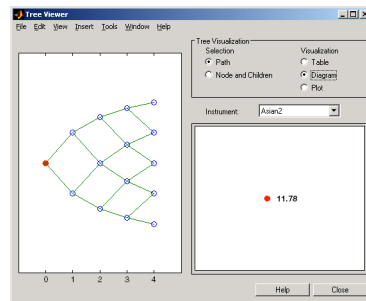 Tree Viewer
File Edit View Insert Tools Window Help
Tree Visualization
Selection
Visualization
Path
Table
Node and Children
Diagram
Plot
Instrument:
Asian2
11.78
0 1 2 3 4
Help
Close